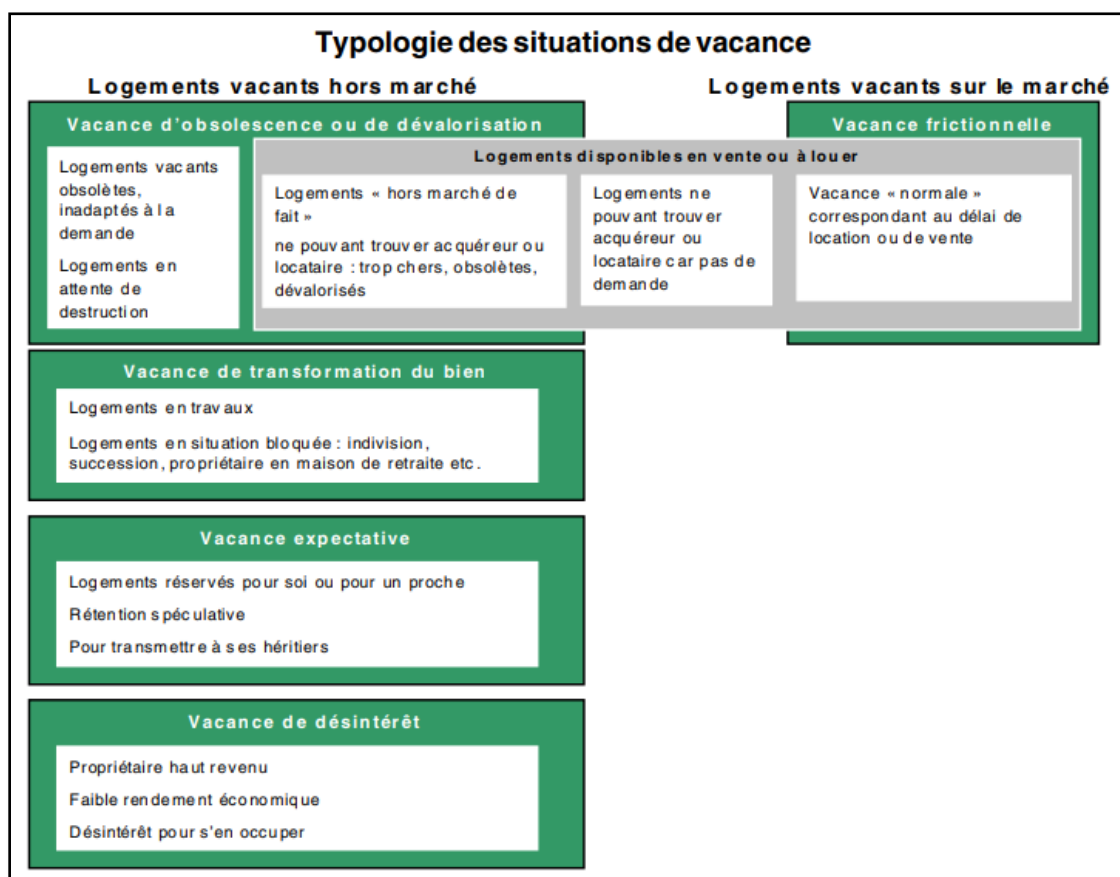 Typologie des situations de vacance
Logements vacants hors marché
Logements vacants sur le marché
Vacance d'obsolescence ou de dévalorisation
Vacance frictionnelle
Logements disponibles en vente ou à louer
Logements vacants
obsolètes,
inadaptés à la
demande
Logements en
attente de
destruction
Logements « hors marché de
fait »
ne pouvant trouver acquéreur ou
locataire : trop chers, obsolètes,
dévalorisés
Logements ne
pouvant trouver
acquéreur ou
locataire car pas de
demande
Vacance « normale »
correspondant au délai de
location ou de vente
Vacance de transformation du bien
Logements en travaux
Logements en situation bloquée : indivision,
succession, propriétaire en maison de retraite etc.
Vacance expectative
Logements réservés pour soi ou pour un proche
Rétention spéculative
Pour transmettre à ses héritiers
Vacance de désintérêt
Propriétaire haut revenu
Faible rendement économique
Désintérêt pour s'en occuper